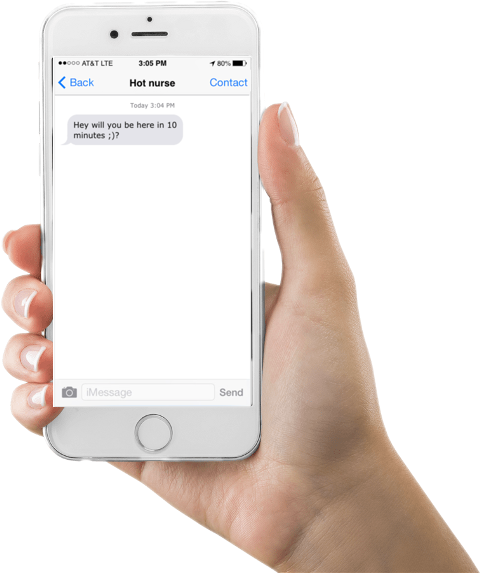 AT&T LTE 3:05 PM 80%
Back Hot nurse Contact
Today 3:04 PM
Hey will you be here in 10
minutes ;)?
iMessage Send